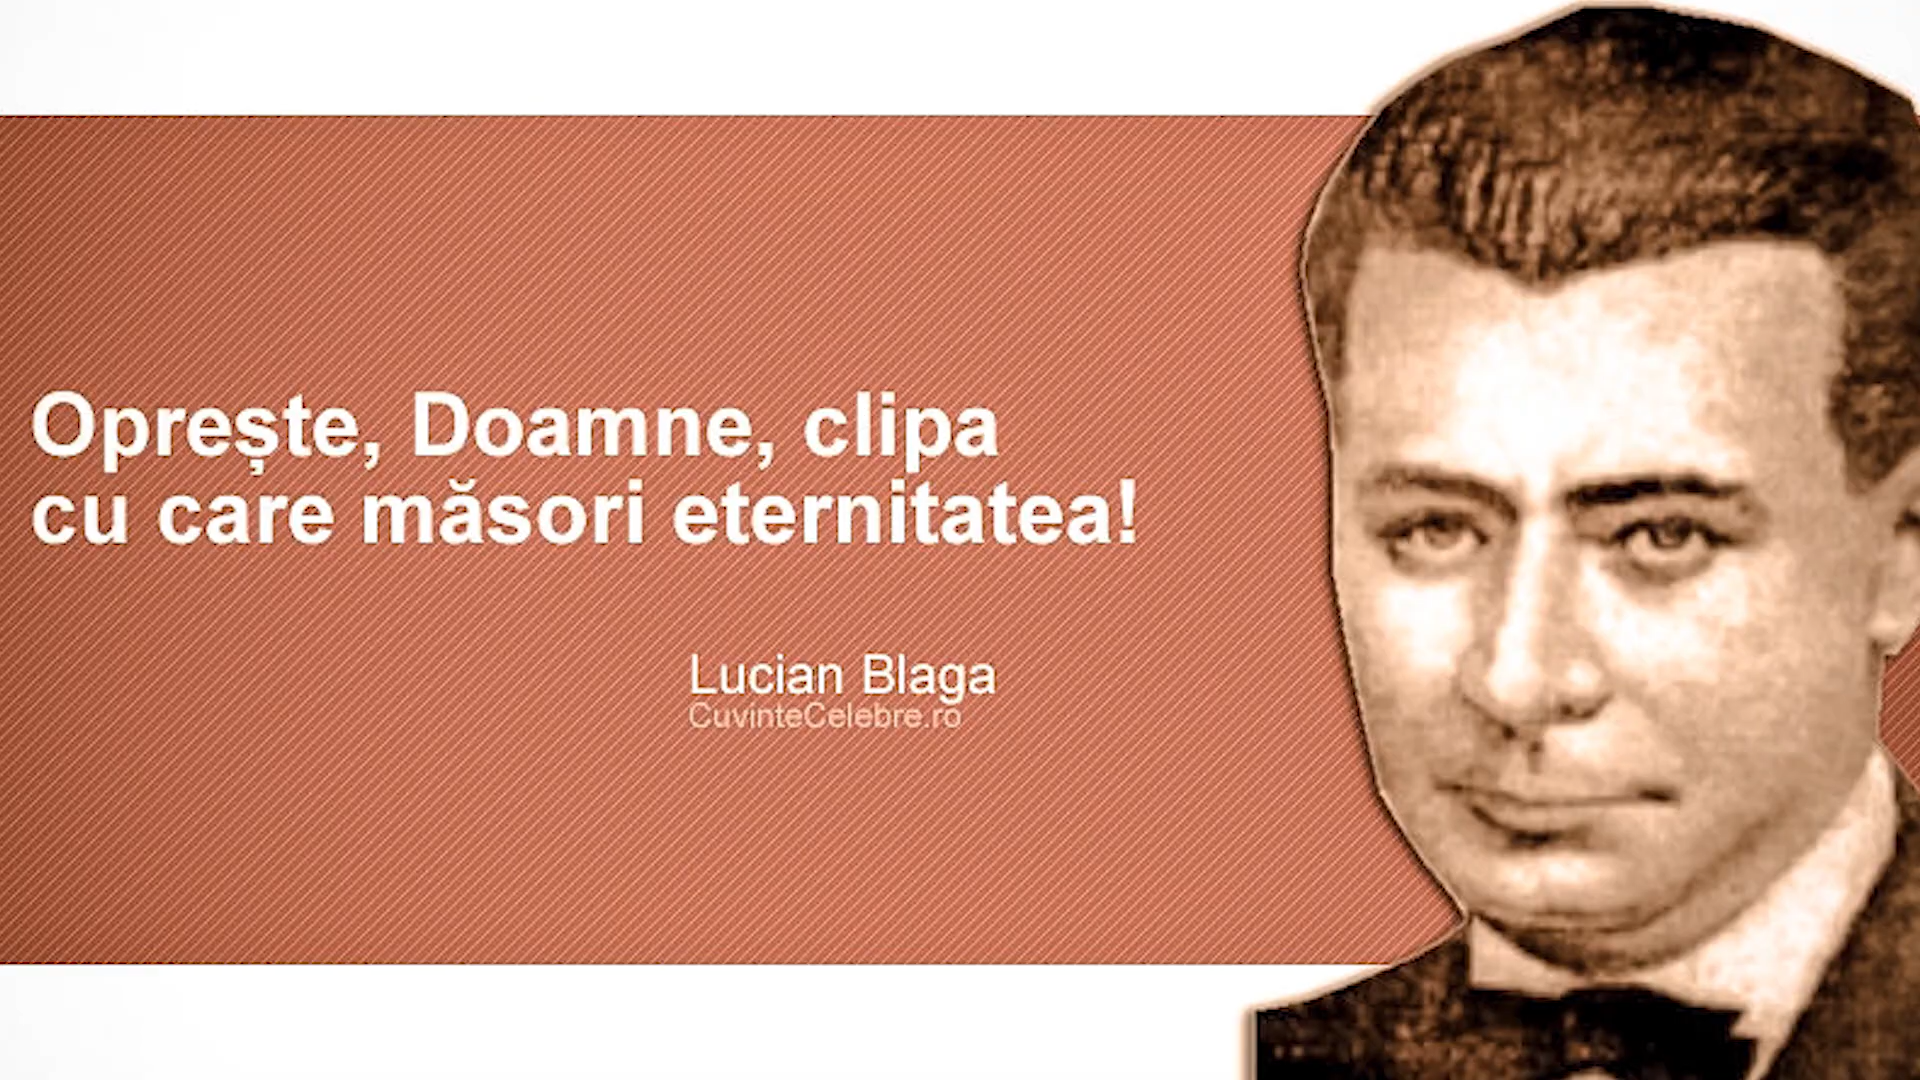 Oprește, Doamne, clipa
cu care măsori eternitatea!
Lucian Blaga
CuvinteCelebre.ro